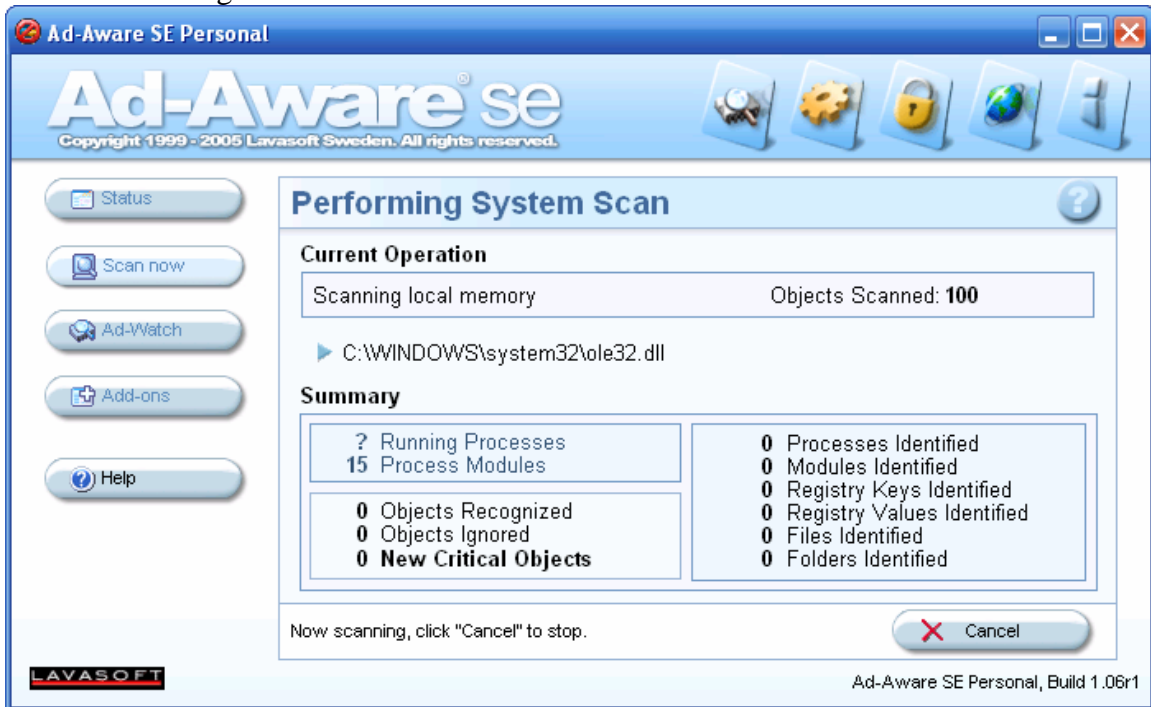 Ad-Aware SE Personal
Ad-Aware® SE
Copyright 1999 - 2005 Lavasoft Sweden. All rights reserved.
Status
Scan now
Ad-Watch
Add-ons
Help
Performing System Scan
?
Current Operation
Scanning local memory Objects Scanned: 100
C:\WINDOWS\system32\ole32.dll
Summary
? Running Processes
15 Process Modules
0 Objects Recognized
0 Objects Ignored
0 New Critical Objects
0 Processes Identified
0 Modules Identified
0 Registry Keys Identified
0 Registry Values Identified
0 Files Identified
0 Folders Identified
Now scanning, click "Cancel" to stop.
Cancel
LAVASOFT
Ad-Aware SE Personal, Build 1.06r1